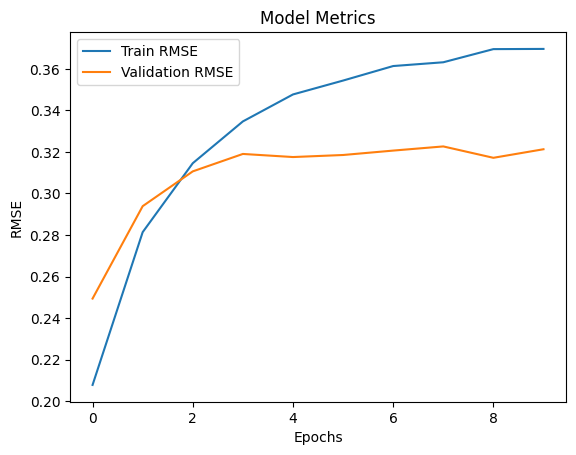 Model Metrics
Train RMSE
Validation RMSE
0.36
0.34
0.32
0.30
0.28
0.26
0.24
0.22
0.20
RMSE
0 2 4 6 8
Epochs